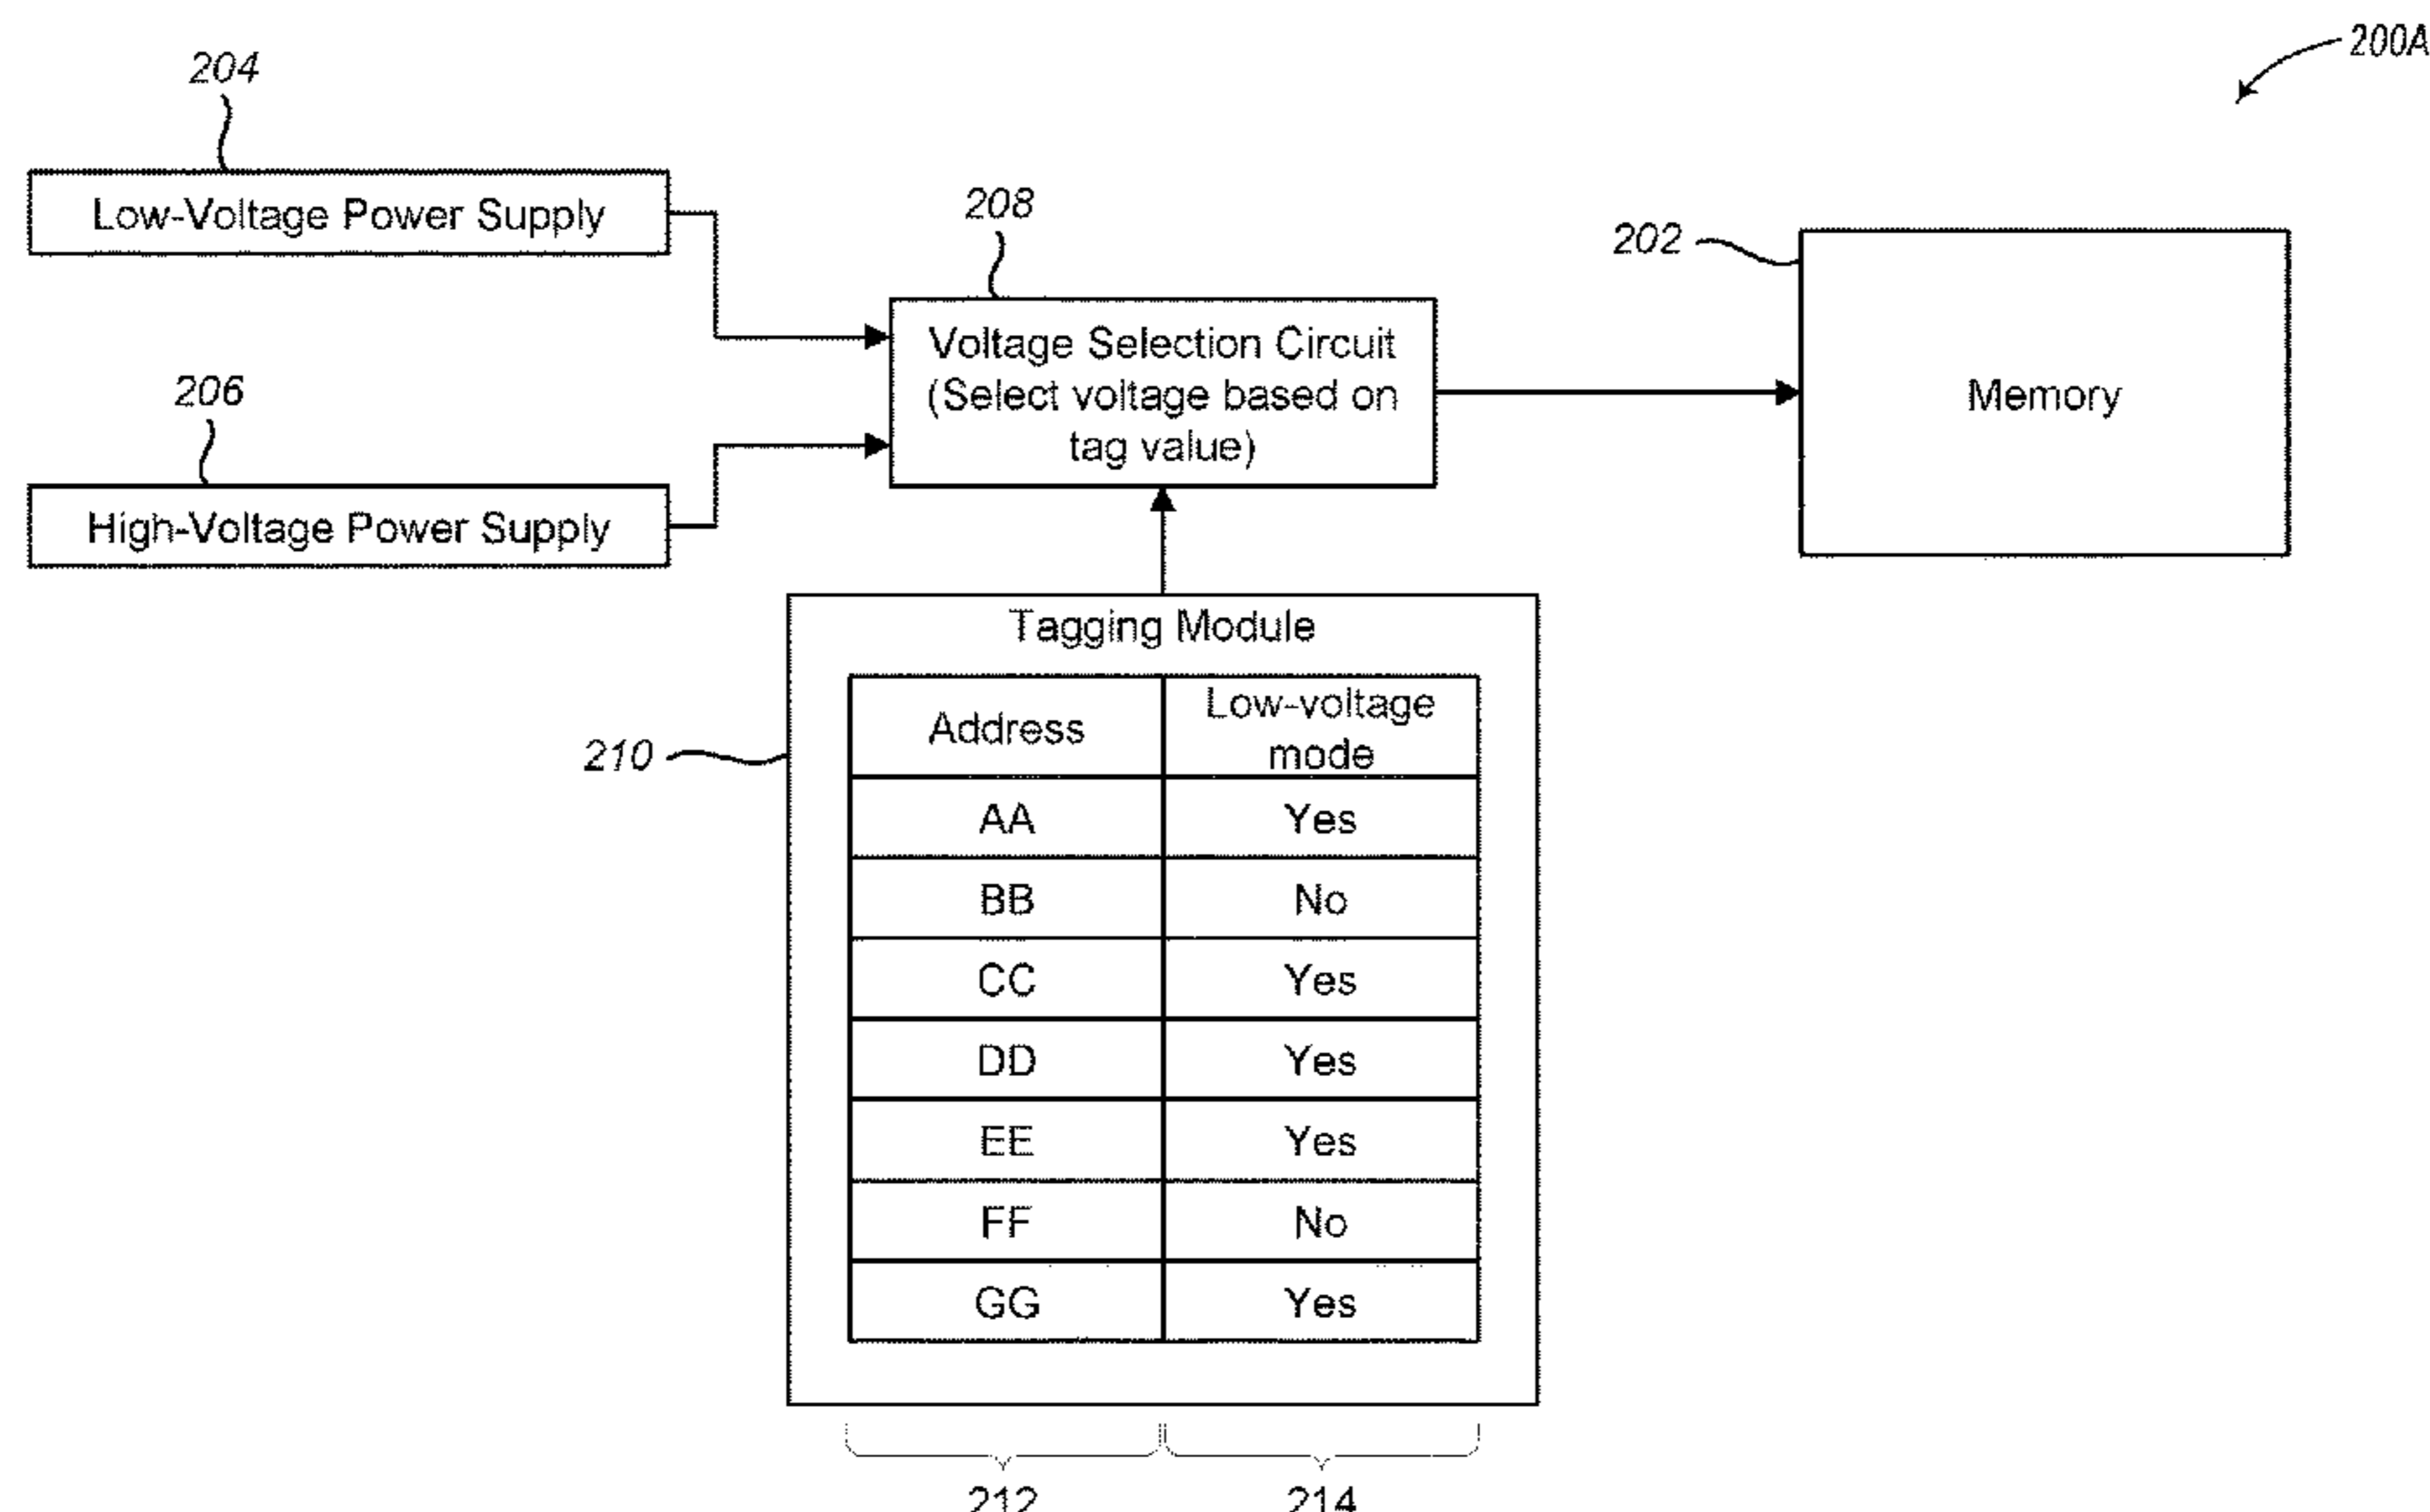 200A
204
Low-Voltage Power Supply
208
202
Voltage Selection Circuit
(Select voltage based on
tag value)
Memory
206
High-Voltage Power Supply
Tagging Module
210
Address Low-voltage mode
AA Yes
BB No
CC Yes
DD Yes
EE Yes
FF No
GG Yes
212 214